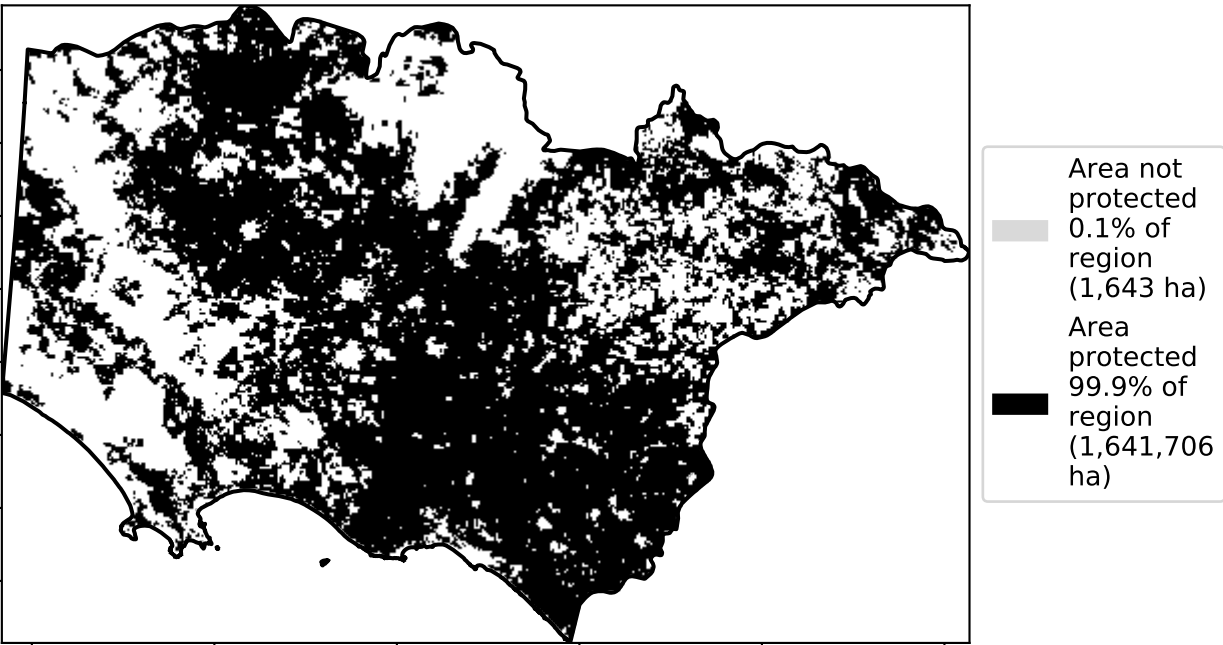 Area not
protected
0.1% of
region
(1,643 ha)
Area
protected
99.9% of
region
(1,641,706
ha)